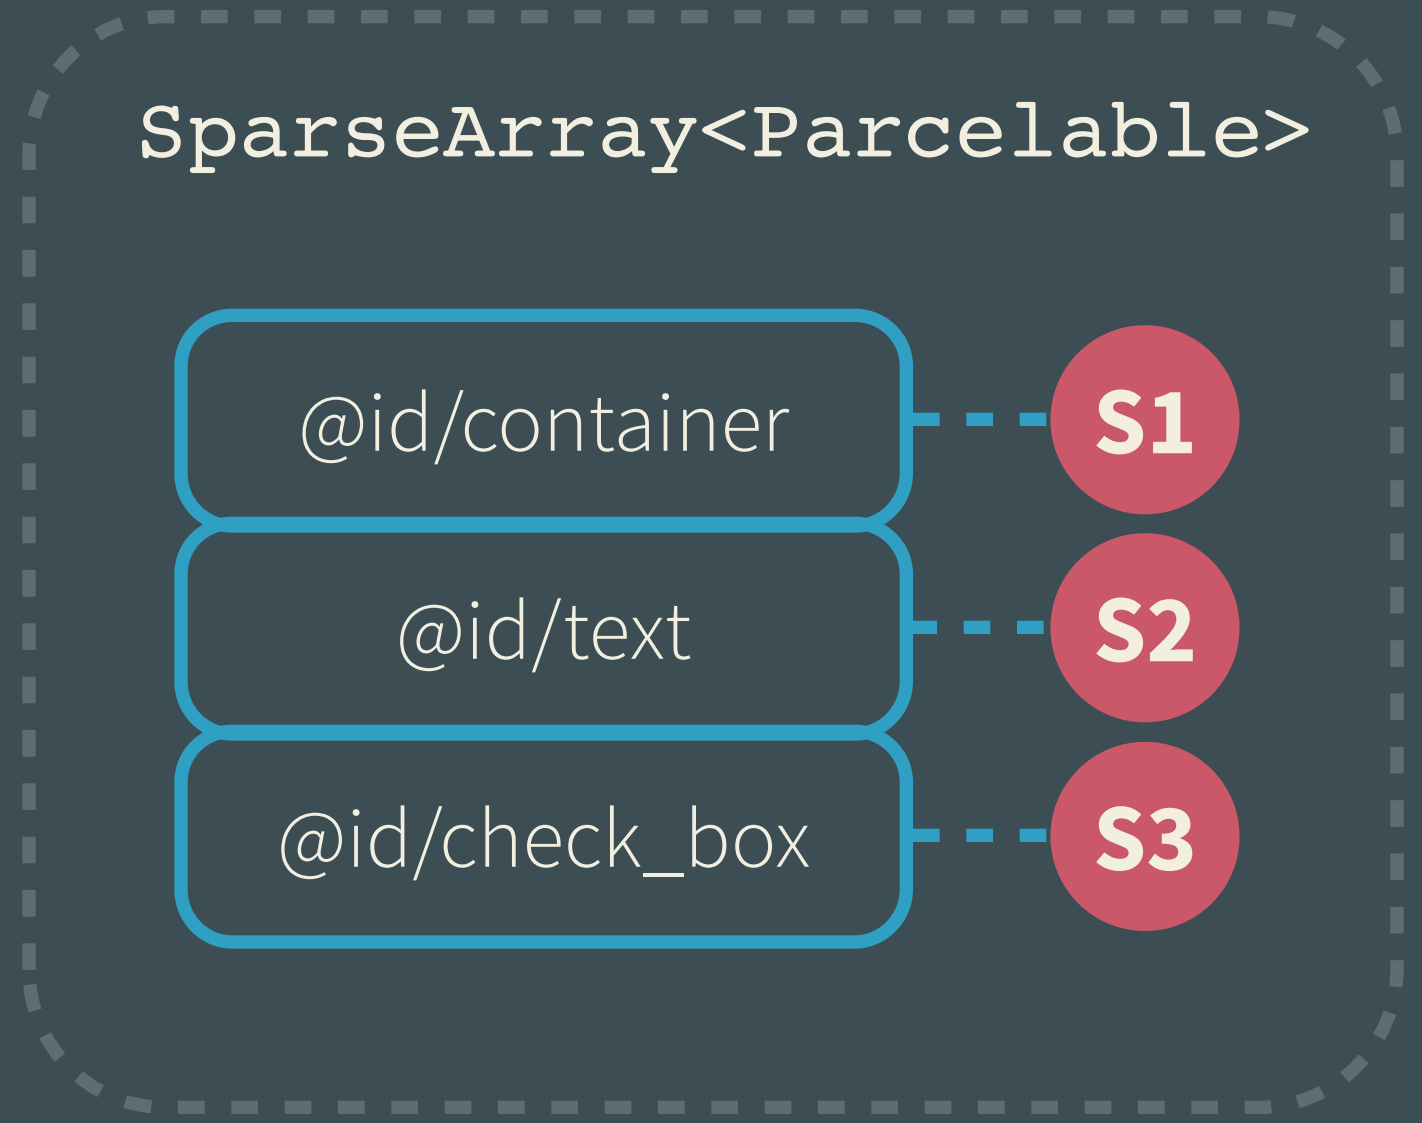 SparseArray<Parcelable>
@id/container S1
@id/text S2
@id/check_box S3